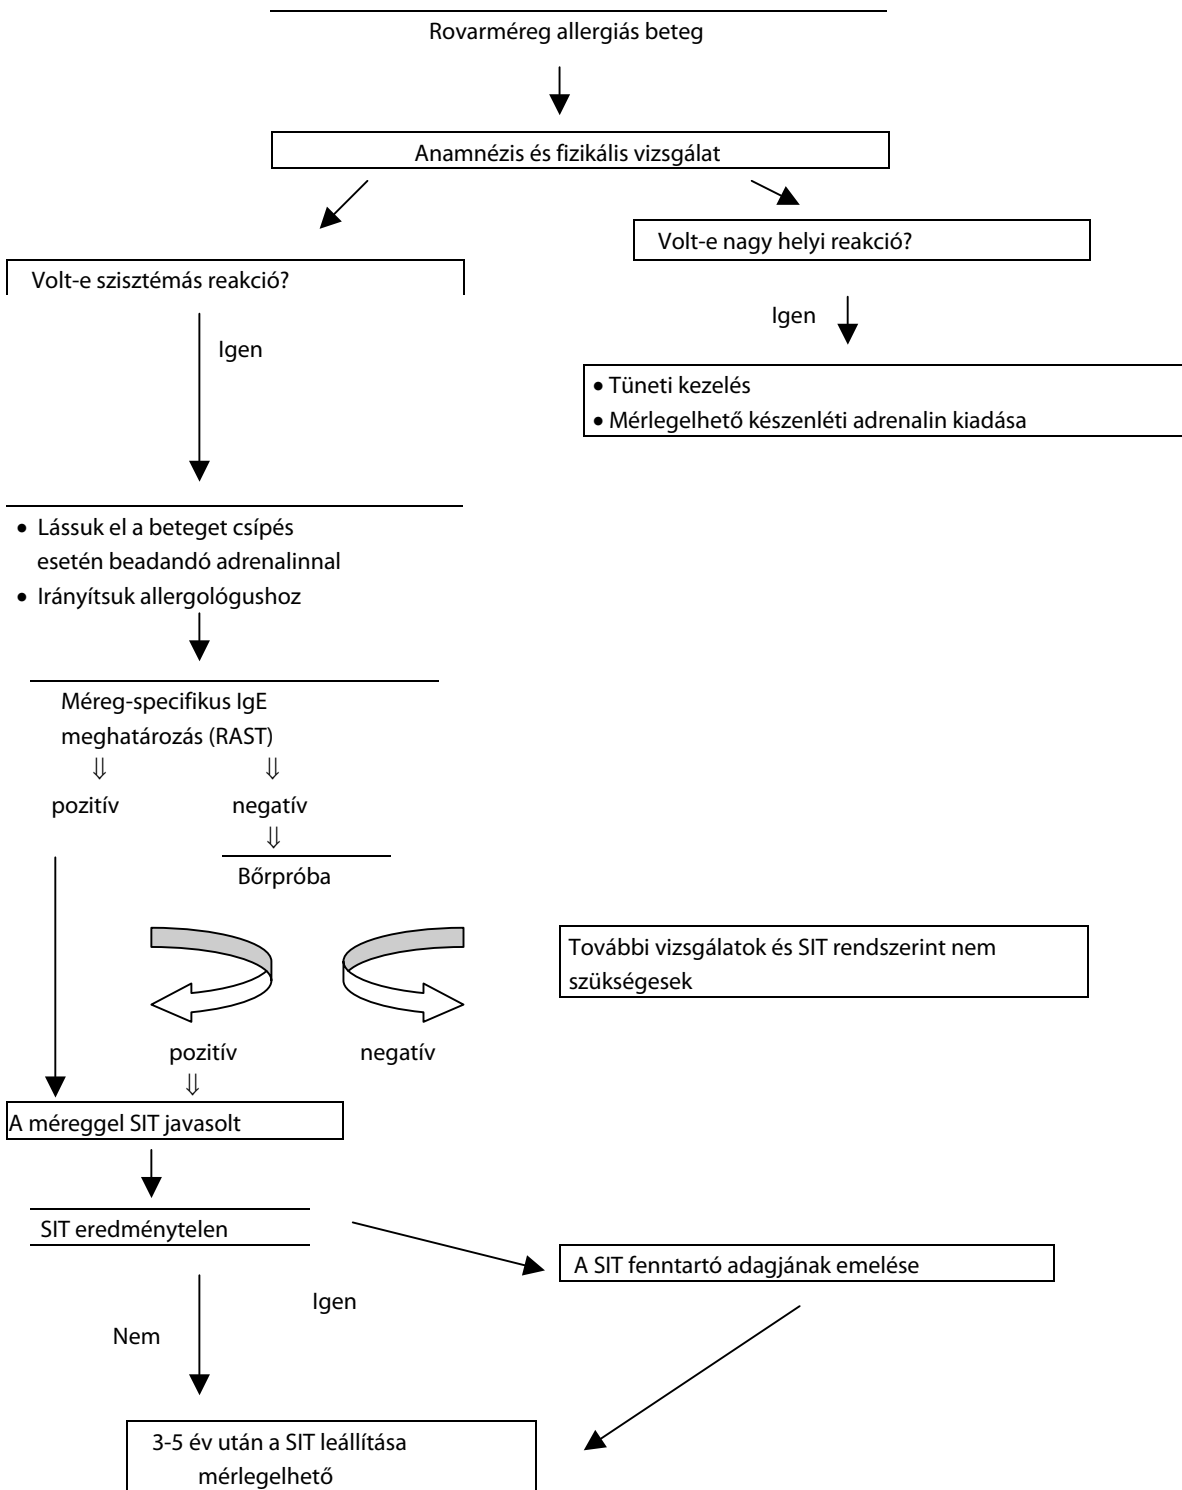 Rovarméreg allergiás beteg
Anamnézis és fizikális vizsgálat
Volt-e nagy helyi reakció?
Volt-e szisztémás reakció?
Igen
Igen
• Tüneti kezelés
• Mérlegelhető készenléti adrenalin kiadása
• Lássuk el a beteget csípés
esetén beadandó adrenalinnal
• Irányítsuk allergológushoz
Méreg-specifikus IgE
meghatározás (RAST)
⇓ ⇓
pozitív negatív
⇓
Bőrpróba
További vizsgálatok és SIT rendszerint nem
szükségesek
pozitív negatív
⇓
A méreggel SIT javasolt
SIT eredménytelen
A SIT fenntartó adagjának emelése
Igen
Nem
3-5 év után a SIT leállítása
mérlegelhető